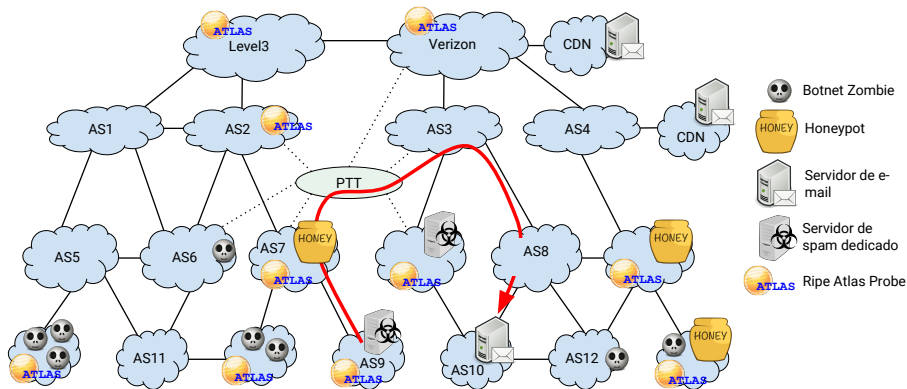 ATLAS
Level3
ATLAS
Verizon
CDN
AS1
AS2
ATLAS
AS3
AS4
CDN
PTT
AS5
AS6
AS7
HONEY
ATLAS
ATLAS
AS8
HONEY
ATLAS
ATLAS
AS11
ATLAS
AS9
ATLAS
AS10
AS12
HONEY
ATLAS
Botnet Zombie
HONEY
Honeypot
Servidor de e-
mail
Servidor de
spam dedicado
ATLAS
Ripe Atlas Probe